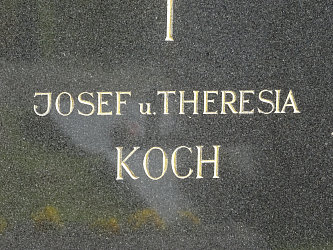 JOSEF u. THERESIA
KOCH